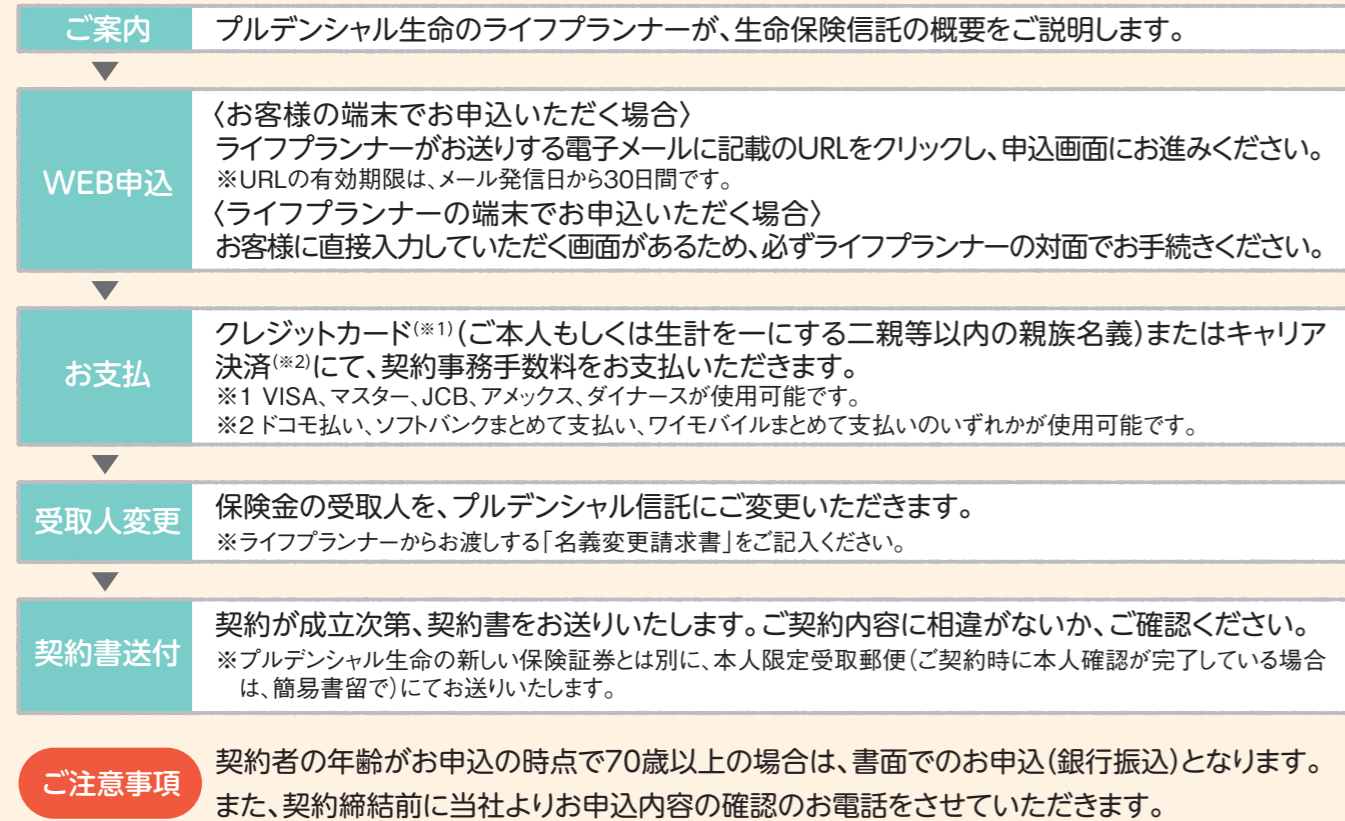 ご案内
プルデンシャル生命のライフプランナーが、生命保険信託の概要をご説明します。
WEB申込
〈お客様の端末でお申込いただく場合〉
ライフプランナーがお送りする電子メールに記載のURLをクリックし、申込画面にお進みください。
※URLの有効期限は、メール発信日から30日間です。
〈ライフプランナーの端末でお申込いただく場合〉
お客様に直接入力していただく画面があるため、必ずライフプランナーの対面でお手続きください。
お支払
クレジットカード(※1)(ご本人もしくは生計を一にする二親等以内の親族名義)またはキャリア
決済(※2)にて、契約事務手数料をお支払いただきます。
※1 VISA、マスター、JCB、アメックス、ダイナースが使用可能です。
※2 ドコモ払い、ソフトバンクまとめて支払い、ワイモバイルまとめて支払いのいずれかが使用可能です。
受取人変更
保険金の受取人を、プルデンシャル信託にご変更いただきます。
※ライフプランナーからお渡しする「名義変更請求書」をご記入ください。
契約書送付
契約が成立次第、契約書をお送りいたします。ご契約内容に相違がないか、ご確認ください。
※プルデンシャル生命の新しい保険証券とは別に、本人限定受取郵便(ご契約時に本人確認が完了している場合
は、簡易書留で)にてお送りいたします。
ご注意事項
契約者の年齢がお申込の時点で70歳以上の場合は、書面でのお申込(銀行振込)となります。
また、契約締結前に当社よりお申込内容の確認のお電話をさせていただきます。